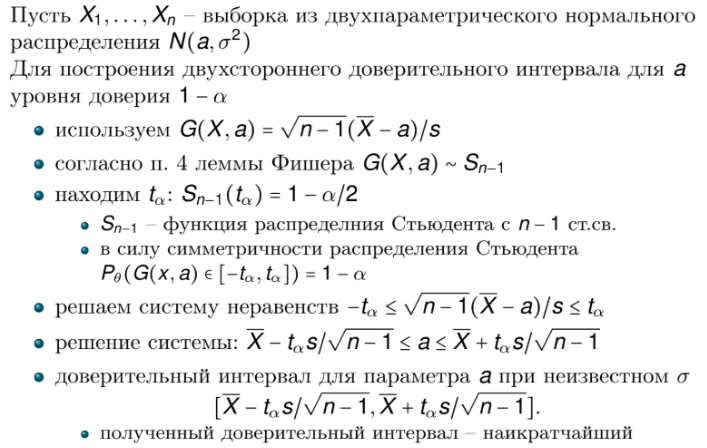 Пусть X₁, . . . , Xₙ – выборка из двухпараметрического нормального
распределения N(a, σ²)
Для построения двухстороннего доверительного интервала для a
уровня доверия 1 − α
• используем G(X, a) = √(n − 1)(X̅ − a)/s
• согласно п. 4 леммы Фишера G(X, a) ~ Sₙ₋₁
• находим t_α: Sₙ₋₁(t_α) = 1 − α/2
• Sₙ₋₁ – функция распределния Стьюдента с n − 1 ст.св.
• в силу симметричности распределения Стьюдента
P_θ(G(x, a) ∈ [−t_α, t_α]) = 1 − α
• решаем систему неравенств −t_α ≤ √(n − 1)(X̅ − a)/s ≤ t_α
• решение системы: X̅ − t_α s/√(n − 1) ≤ a ≤ X̅ + t_α s/√(n − 1)
• доверительный интервал для параметра a при неизвестном σ
[X̅ − t_α s/√(n − 1), X̅ + t_α s/√(n − 1)].
• полученный доверительный интервал – наикратчайший